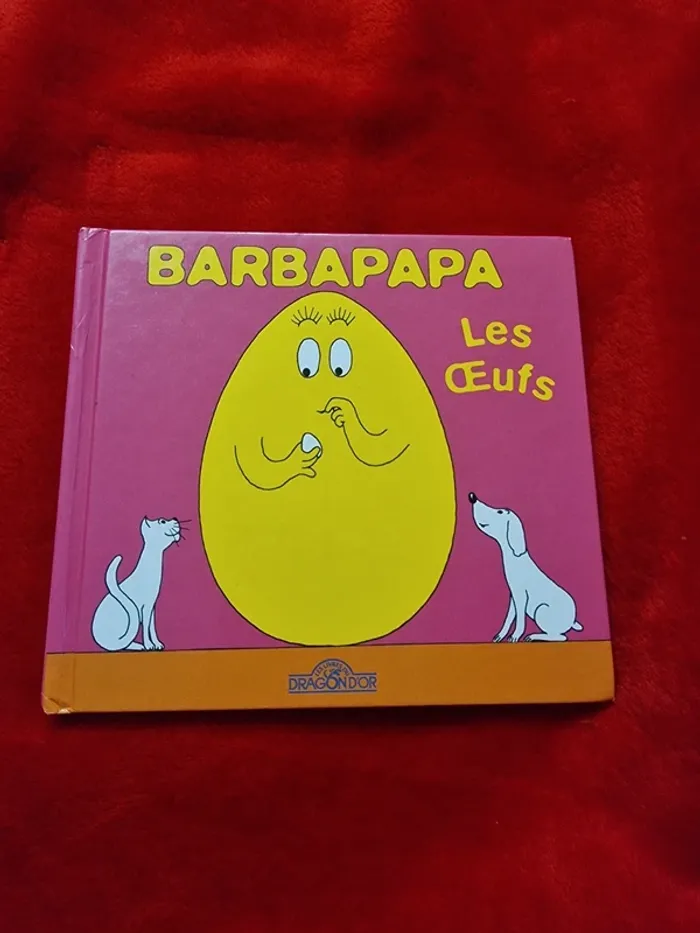 BARBAPAPA
Les
Œufs
LES LIVRES DU
DRAGON D'OR